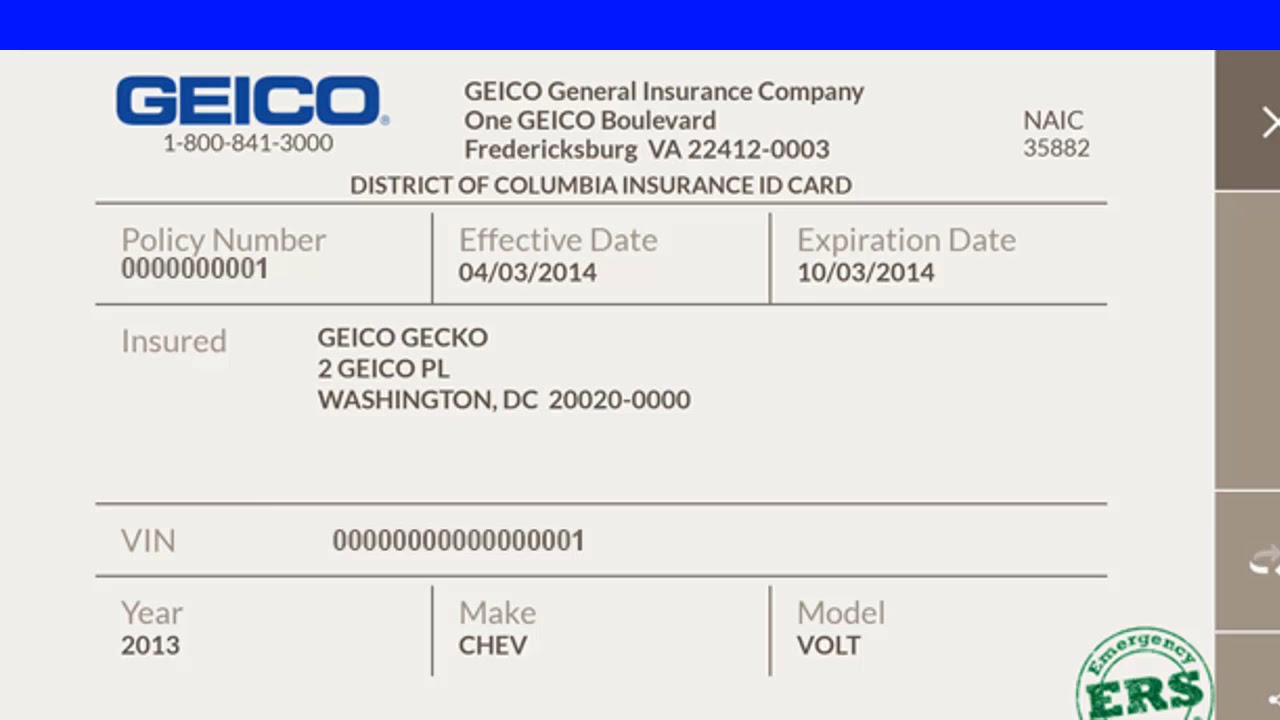 GEICO®
1-800-841-3000
GEICO General Insurance Company
One GEICO Boulevard
Fredericksburg VA 22412-0003
NAIC
35882
DISTRICT OF COLUMBIA INSURANCE ID CARD
Policy Number
0000000001
Effective Date
04/03/2014
Expiration Date
10/03/2014
Insured
GEICO GECKO
2 GEICO PL
WASHINGTON, DC 20020-0000
VIN
00000000000000001
Year
2013
Make
CHEV
Model
VOLT
Emergency
ERS